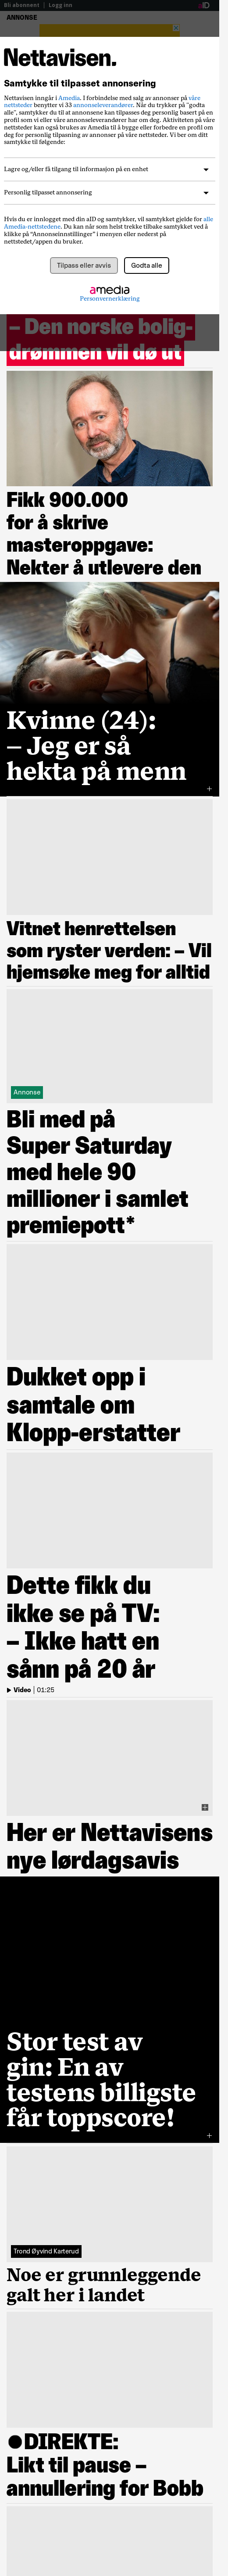 Bli abonnent | Logg inn
aID
ANNONSE
Nettavisen.
Samtykke til tilpasset annonsering
Nettavisen inngår i Amedia. I forbindelse med salg av annonser på våre
nettsteder benytter vi 33 annonseleverandører. Når du trykker på "godta
alle", samtykker du til at annonsene kan tilpasses deg personlig basert på en
profil som vi eller våre annonseleverandører har om deg. Aktiviteten på våre
nettsteder kan også brukes av Amedia til å bygge eller forbedre en profil om
deg for personlig tilpasning av annonser på våre nettsteder. Vi ber om ditt
samtykke til følgende:
Lagre og/eller få tilgang til informasjon på en enhet
Personlig tilpasset annonsering
Hvis du er innlogget med din aID og samtykker, vil samtykket gjelde for alle
Amedia-nettstedene. Du kan når som helst trekke tilbake samtykket ved å
klikke på “Annonseinnstillinger” i menyen eller nederst på
nettstedet/appen du bruker.
Tilpass eller avvis
Godta alle
amedia
Personvernerklæring
– Den norske bolig-
drømmen vil dø ut
Fikk 900.000
for å skrive
masteroppgave:
Nekter å utlevere den
Kvinne (24):
– Jeg er så
hekta på menn
Vitnet henrettelsen
som ryster verden: – Vil
hjemsøke meg for alltid
Annonse
Bli med på
Super Saturday
med hele 90
millioner i samlet
premiepott*
Dukket opp i
samtale om
Klopp-erstatter
Dette fikk du
ikke se på TV:
– Ikke hatt en
sånn på 20 år
Video | 01:25
Her er Nettavisens
nye lørdagsavis
Stor test av
gin: En av
testens billigste
får toppscore!
Trond Øyvind Karterud
Noe er grunnleggende
galt her i landet
●DIREKTE:
Likt til pause –
annullering for Bobb